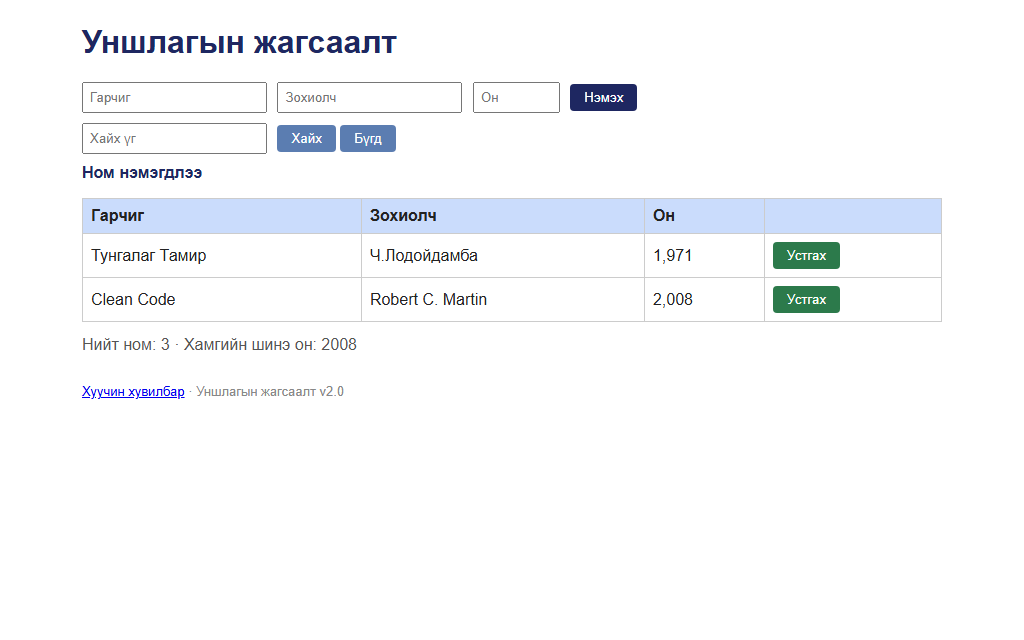 Уншлагын жагсаалт
Гарчиг Зохиолч Он Нэмэх
Хайх үг Хайх Бүгд
Ном нэмэгдлээ
Гарчиг Зохиолч Он
Тунгалаг Тамир Ч.Лодойдамба 1,971 Устгах
Clean Code Robert C. Martin 2,008 Устгах
Нийт ном: 3 · Хамгийн шинэ он: 2008
Хуучин хувилбар · Уншлагын жагсаалт v2.0